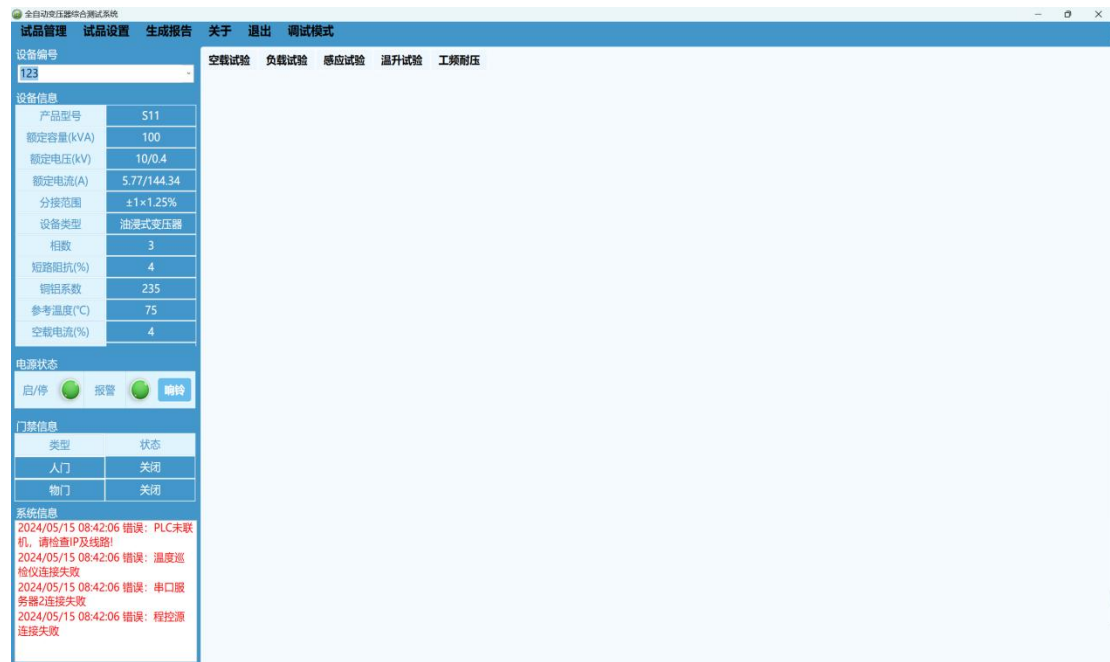 全自动变压器综合测试系统
试品管理 试品设置 生成报告 关于 退出 调试模式
设备编号
123
空载试验 负载试验 感应试验 温升试验 工频耐压
设备信息
产品型号 S11
额定容量(kVA) 100
额定电压(kV) 10/0.4
额定电流(A) 5.77/144.34
分接范围 ±1×1.25%
设备类型 油浸式变压器
相数 3
短路阻抗(%) 4
铜铝系数 235
参考温度(℃) 75
空载电流(%) 4
电源状态
启/停 报警 响铃
门禁信息
类型 状态
人门 关闭
物门 关闭
系统信息
2024/05/15 08:42:06 错误：PLC未联
机，请检查IP及线路!
2024/05/15 08:42:06 错误：温度巡
检仪连接失败
2024/05/15 08:42:06 错误：串口服
务器2连接失败
2024/05/15 08:42:06 错误：程控源
连接失败